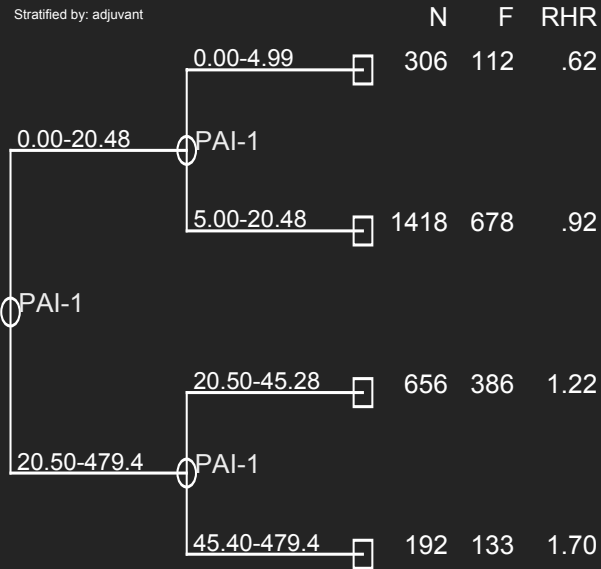 Stratified by: adjuvant
N F RHR
0.00-4.99 306 112 .62
0.00-20.48 PAI-1
5.00-20.48 1418 678 .92
PAI-1
20.50-45.28 656 386 1.22
20.50-479.4 PAI-1
45.40-479.4 192 133 1.70